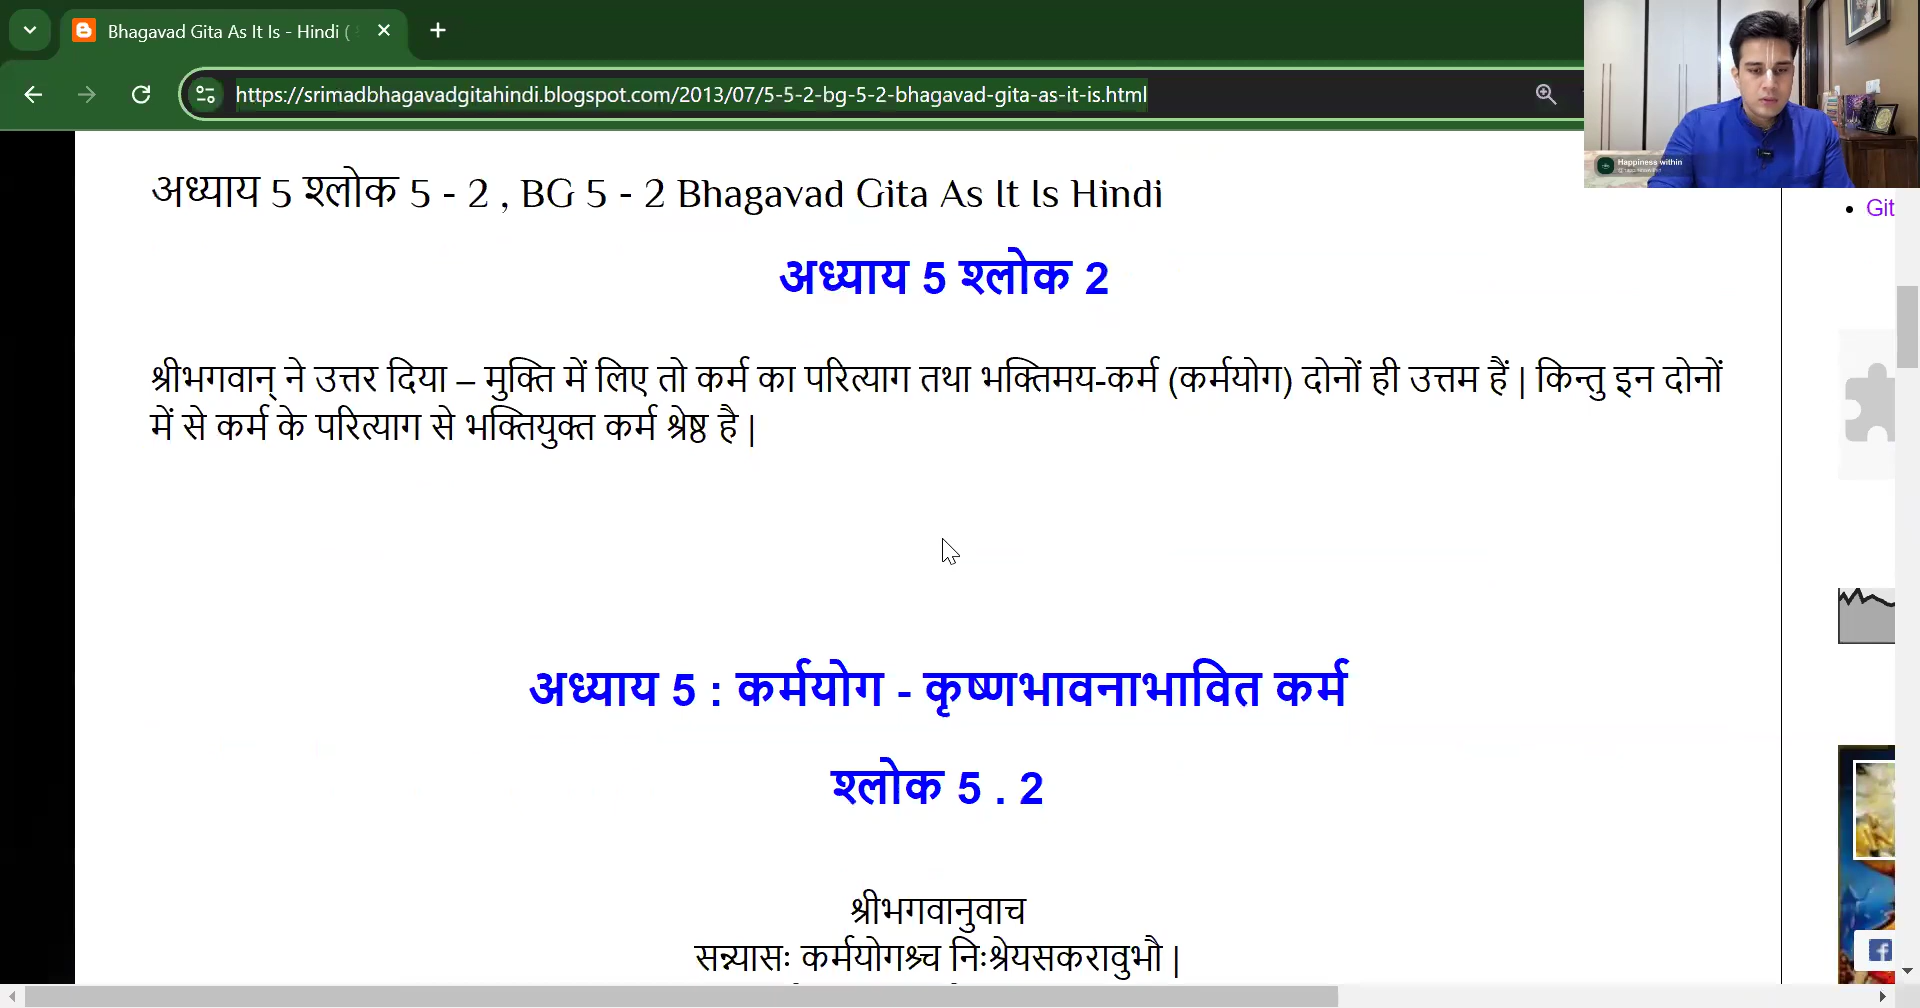 Bhagavad Gita As It Is - Hindi (
https://srimadbhagavadgitahindi.blogspot.com/2013/07/5-5-2-bg-5-2-bhagavad-gita-as-it-is.html
Happiness within
अध्याय 5 श्लोक 5 - 2 , BG 5 - 2 Bhagavad Gita As It Is Hindi
Git
अध्याय 5 श्लोक 2
श्रीभगवान् ने उत्तर दिया – मुक्ति में लिए तो कर्म का परित्याग तथा भक्तिमय-कर्म (कर्मयोग) दोनों ही उत्तम हैं | किन्तु इन दोनों
में से कर्म के परित्याग से भक्तियुक्त कर्म श्रेष्ठ है |
अध्याय 5 : कर्मयोग - कृष्णभावनाभावित कर्म
श्लोक 5 . 2
श्रीभगवानुवाच
सन्न्यासः कर्मयोगश्र्च निःश्रेयसकरावुभौ |